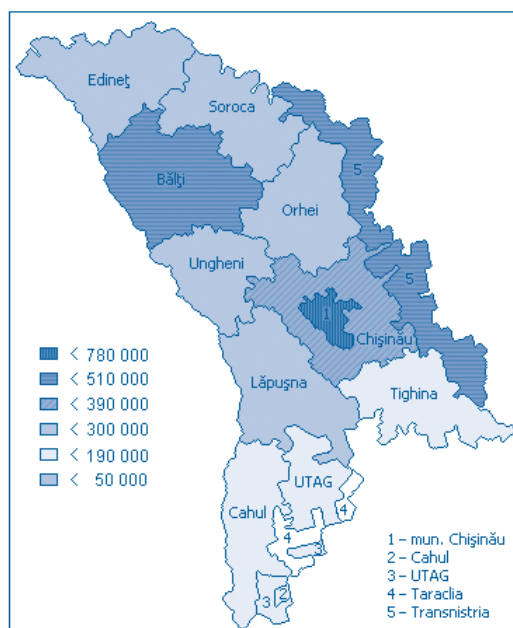 Edineţ
Soroca
5
Bălţi
Orhei
Ungheni
5
1
Chişinău
< 780 000
< 510 000
< 390 000
< 300 000
< 190 000
< 50 000
Lăpuşna
Tighina
UTAG
Cahul
4
4
3
3
2
1 – mun. Chişinău
2 – Cahul
3 – UTAG
4 – Taraclia
5 – Transnistria